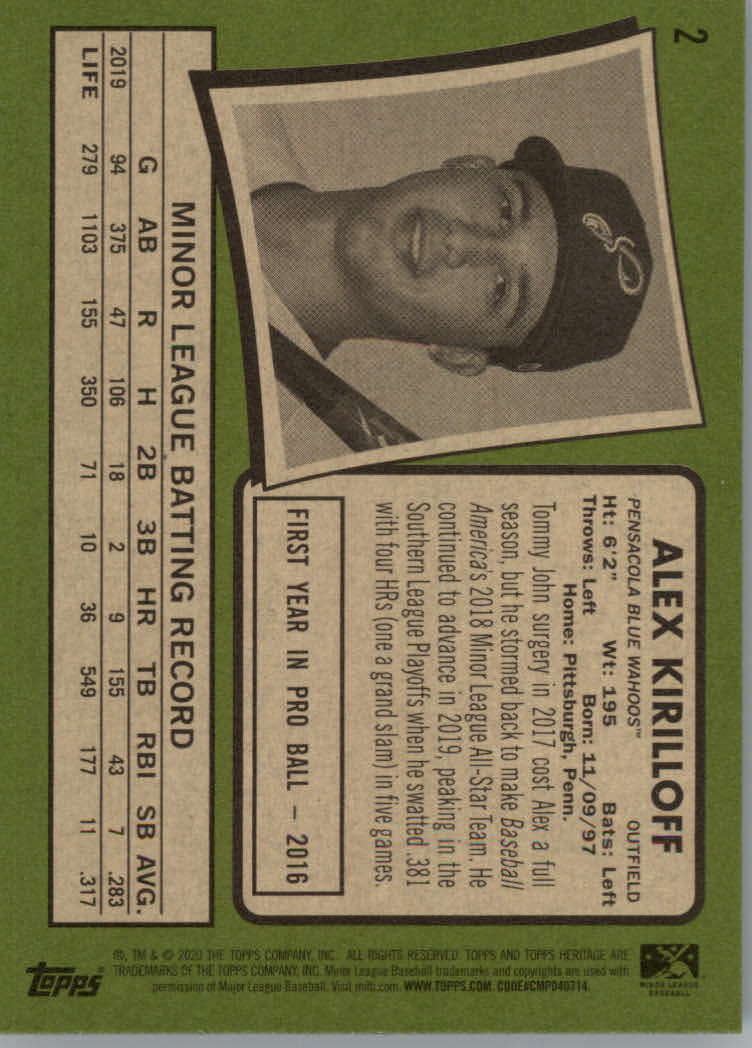 2
ALEX KIRILLOFF
PENSACOLA BLUE WAHOOS™ OUTFIELD
Ht: 6'2" Wt: 195 Bats: Left
Throws: Left Born: 11/09/97
Home: Pittsburgh, Penn.
Tommy John surgery in 2017 cost Alex a full
season, but he stormed back to make Baseball
America's 2018 Minor League All-Star Team. He
continued to advance in 2019, peaking in the
Southern League Playoffs when he swatted .381
with four HRs (one a grand slam) in five games.
FIRST YEAR IN PRO BALL – 2016
MINOR LEAGUE BATTING RECORD
G AB R H 2B 3B HR TB RBI SB AVG.
2019 94 375 47 106 18 2 9 155 43 7 .283
LIFE 279 1103 155 350 71 10 36 549 177 11 .317
MINOR LEAGUE
BASEBALL
®, TM & © 2020 THE TOPPS COMPANY, INC. ALL RIGHTS RESERVED. TOPPS AND TOPPS HERITAGE ARE
TRADEMARKS OF THE TOPPS COMPANY, INC. Minor League Baseball trademarks and copyrights are used with
permission of Major League Baseball. Visit milb.com. WWW.TOPPS.COM. CODE#CMP040714.
topps®